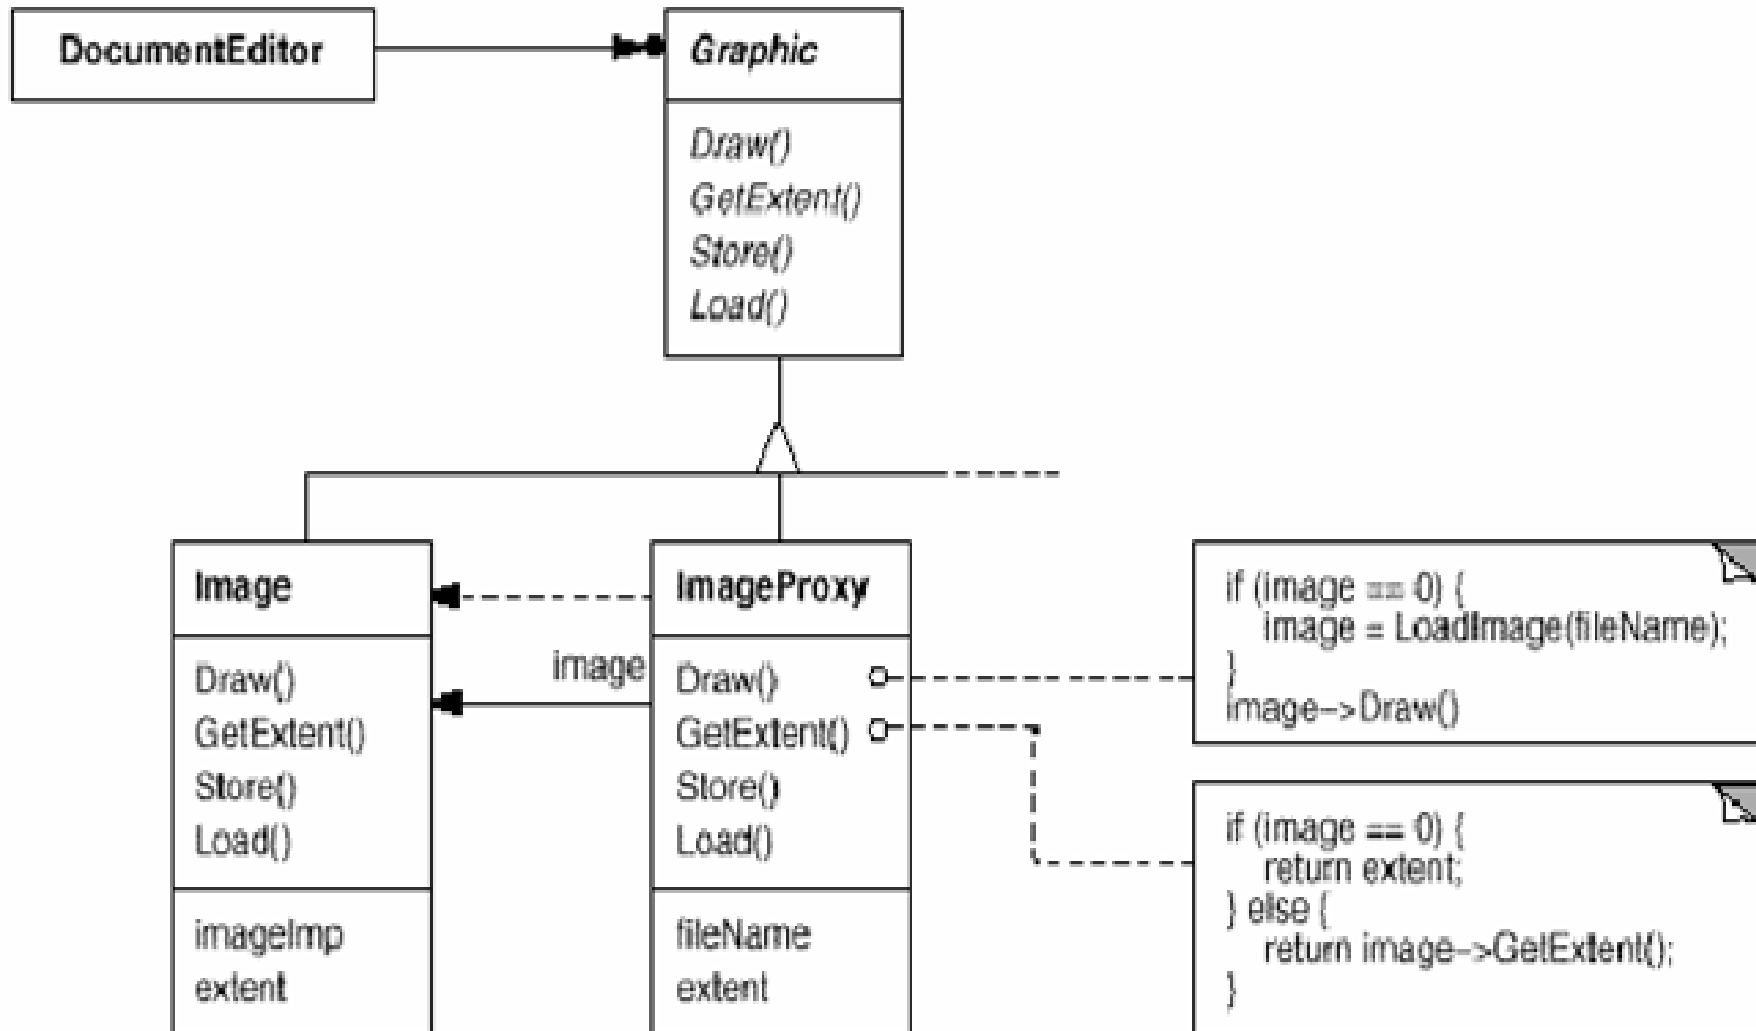 DocumentEditor
Graphic
Draw()
GetExtent()
Store()
Load()
Image
Draw()
GetExtent()
Store()
Load()
imageImp
extent
image
ImageProxy
Draw()
GetExtent()
Store()
Load()
fileName
extent
if (image == 0) {
image = LoadImage(fileName);
}
image->Draw()
if (image == 0) {
return extent;
} else {
return image->GetExtent();
}